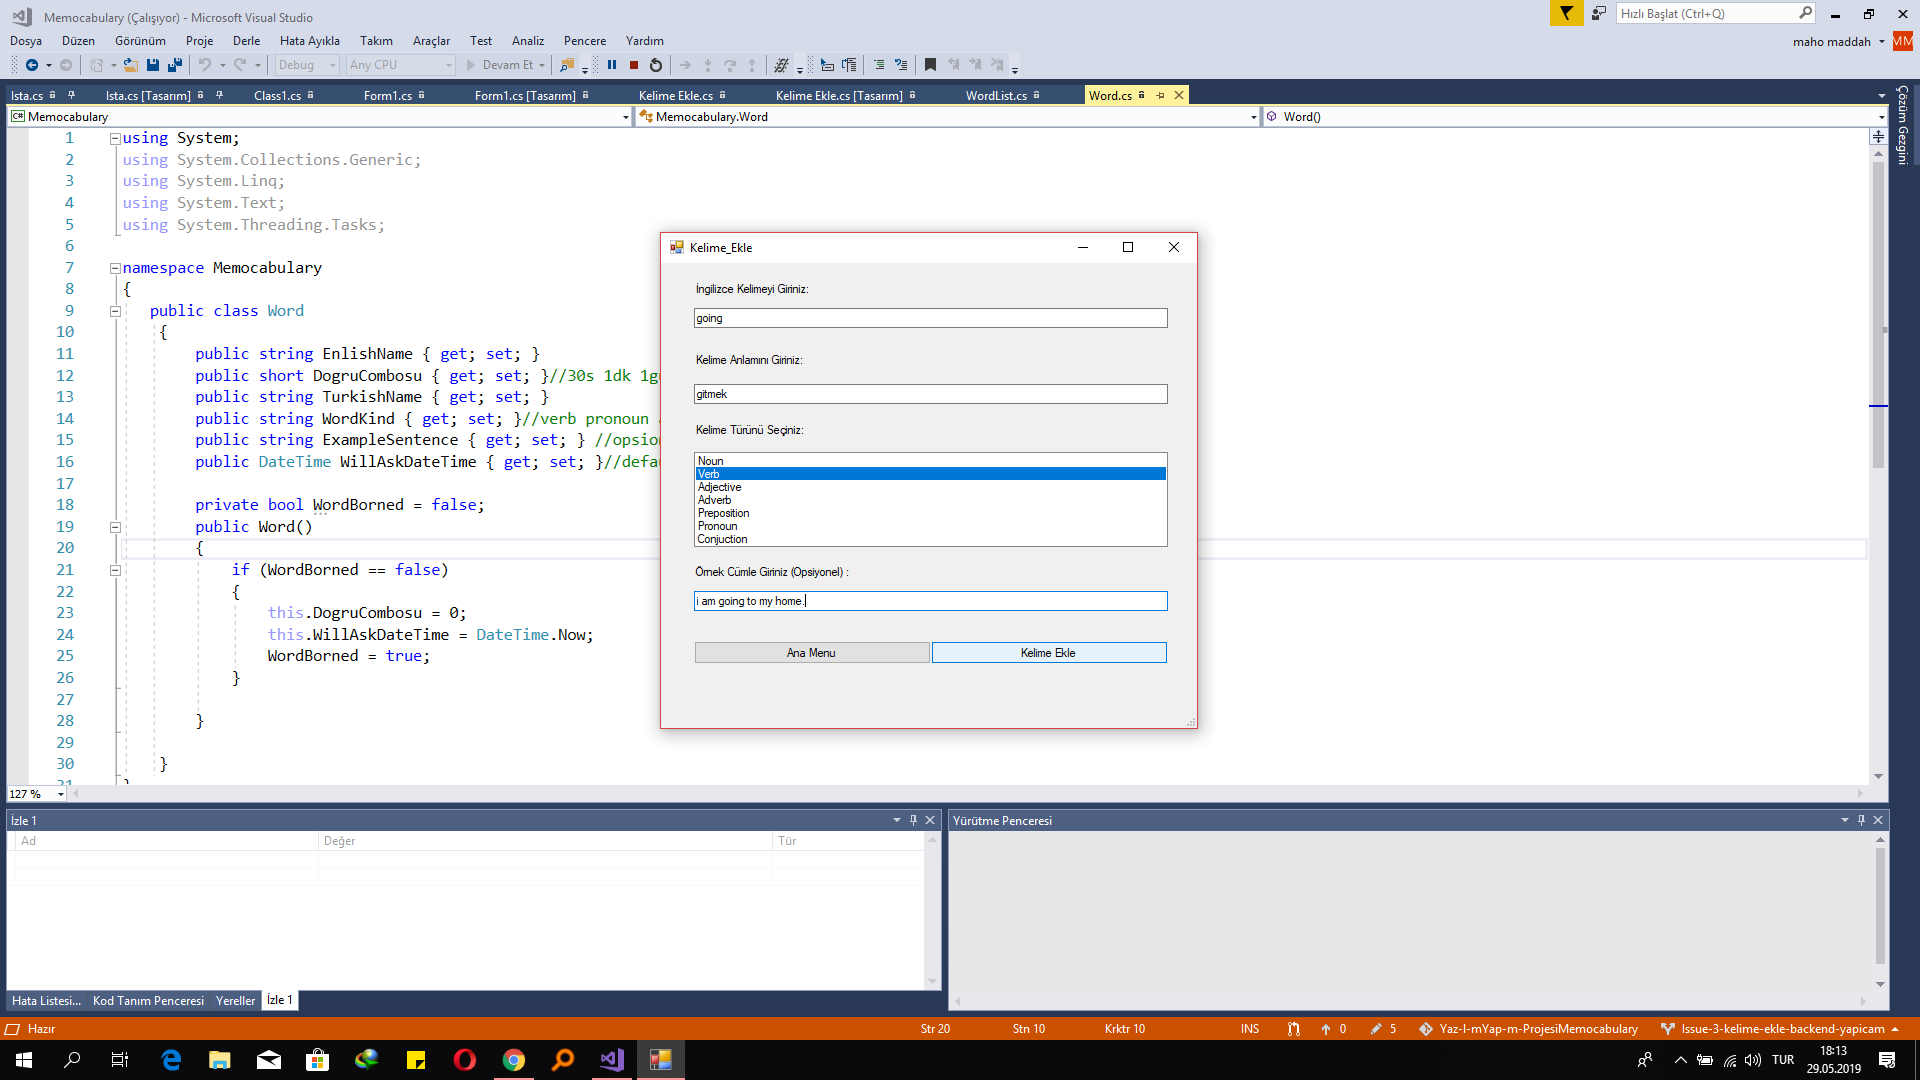 Memocabulary (Çalışıyor) - Microsoft Visual Studio
Hızlı Başlat (Ctrl+Q)
Dosya Düzen Görünüm Proje Derle Hata Ayıkla Takım Araçlar Test Analiz Pencere Yardım
maho maddah MM
Debug Any CPU Devam Et
Ista.cs Ista.cs [Tasarım] Class1.cs Form1.cs Form1.cs [Tasarım] Kelime Ekle.cs Kelime Ekle.cs [Tasarım] WordList.cs Word.cs
Çözüm Gezgini
C# Memocabulary Memocabulary.Word Word()
1 using System;
2 using System.Collections.Generic;
3 using System.Linq;
4 using System.Text;
5 using System.Threading.Tasks;
6
7 namespace Memocabulary
8 {
9 public class Word
10 {
11 public string EnlishName { get; set; }
12 public short DogruCombosu { get; set; }//30s 1dk 1g
13 public string TurkishName { get; set; }
14 public string WordKind { get; set; }//verb pronoun
15 public string ExampleSentence { get; set; } //opsion
16 public DateTime WillAskDateTime { get; set; }//defau
17
18 private bool WordBorned = false;
19 public Word()
20 {
21 if (WordBorned == false)
22 {
23 this.DogruCombosu = 0;
24 this.WillAskDateTime = DateTime.Now;
25 WordBorned = true;
26 }
27
28 }
29
30 }
31 }
Kelime_Ekle
İngilizce Kelimeyi Giriniz:
going
Kelime Anlamını Giriniz:
gitmek
Kelime Türünü Seçiniz:
Noun
Verb
Adjective
Adverb
Preposition
Pronoun
Conjuction
Örnek Cümle Giriniz (Opsiyonel) :
i am going to my home.
Ana Menu Kelime Ekle
127 %
İzle 1
Ad Değer Tür
Yürütme Penceresi
Hata Listesi... Kod Tanım Penceresi Yereller İzle 1
Hazır Str 20 Stn 10 Krktr 10 INS 0 5 Yaz-l-mYap-m-ProjesiMemocabulary Issue-3-kelime-ekle-backend-yapicam
TUR
18:13
29.05.2019